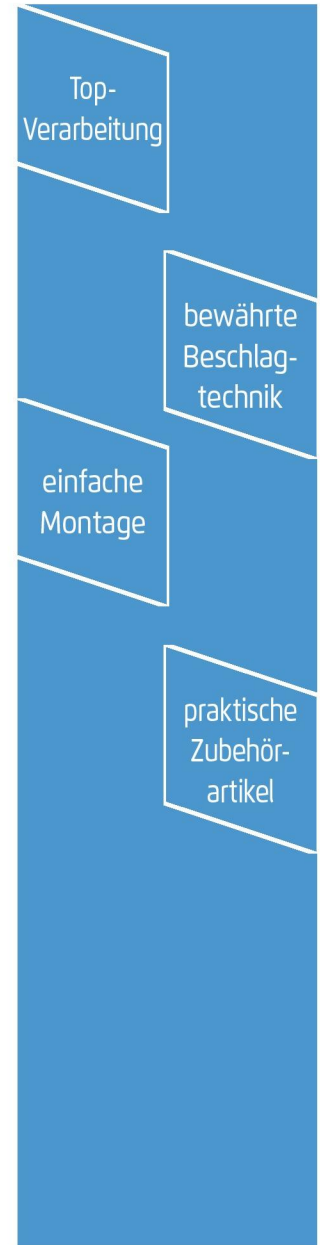 Top-
Verarbeitung
bewährte
Beschlag-
technik
einfache
Montage
praktische
Zubehör-
artikel